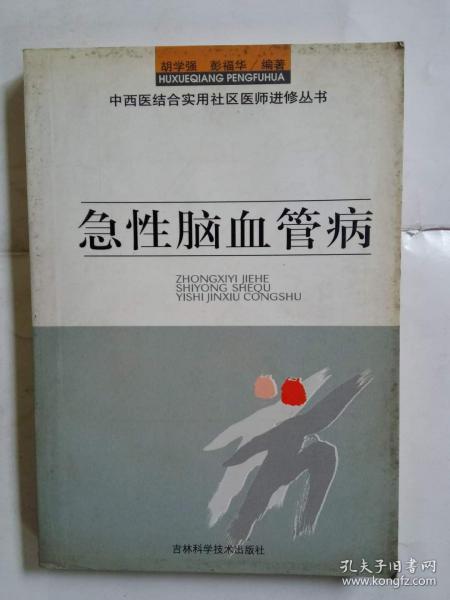 胡学强 彭福华/编著
HUXUEQIANG PENGFUHUA
中西医结合实用社区医师进修丛书
急性脑血管病
ZHONGXIYI JIEHE
SHIYONG SHEQU
YISHI JINXIU CONGSHU
吉林科学技术出版社
孔夫子旧书网
www.kongfz.com